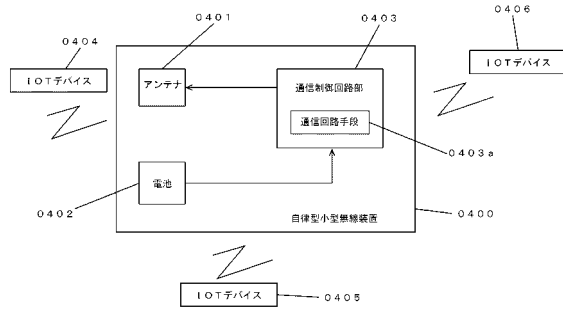 0404
0401
0403
0406
IOTデバイス
アンテナ
通信制御回路部
IOTデバイス
通信回路手段
0403a
電池
0402
0400
自律型小型無線装置
IOTデバイス
0405